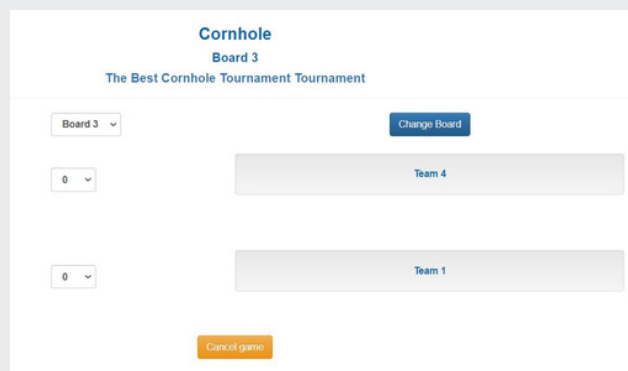 Cornhole
Board 3
The Best Cornhole Tournament Tournament
Board 3
Change Board
0
Team 4
0
Team 1
Cancel game